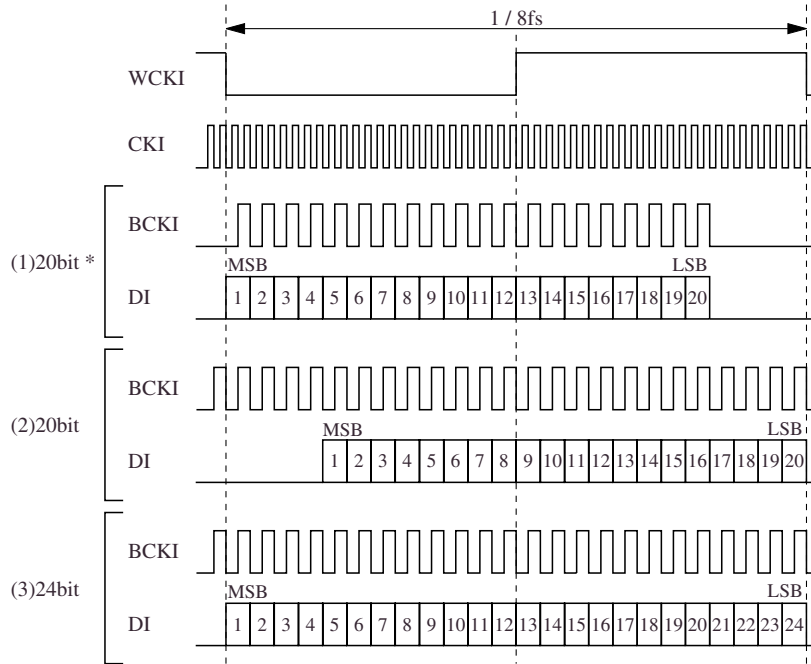 1 / 8fs
WCKI
CKI
(1)20bit *
BCKI
MSB LSB
DI 1 2 3 4 5 6 7 8 9 10 11 12 13 14 15 16 17 18 19 20
(2)20bit
BCKI
MSB LSB
DI 1 2 3 4 5 6 7 8 9 10 11 12 13 14 15 16 17 18 19 20
(3)24bit
BCKI
MSB LSB
DI 1 2 3 4 5 6 7 8 9 10 11 12 13 14 15 16 17 18 19 20 21 22 23 24